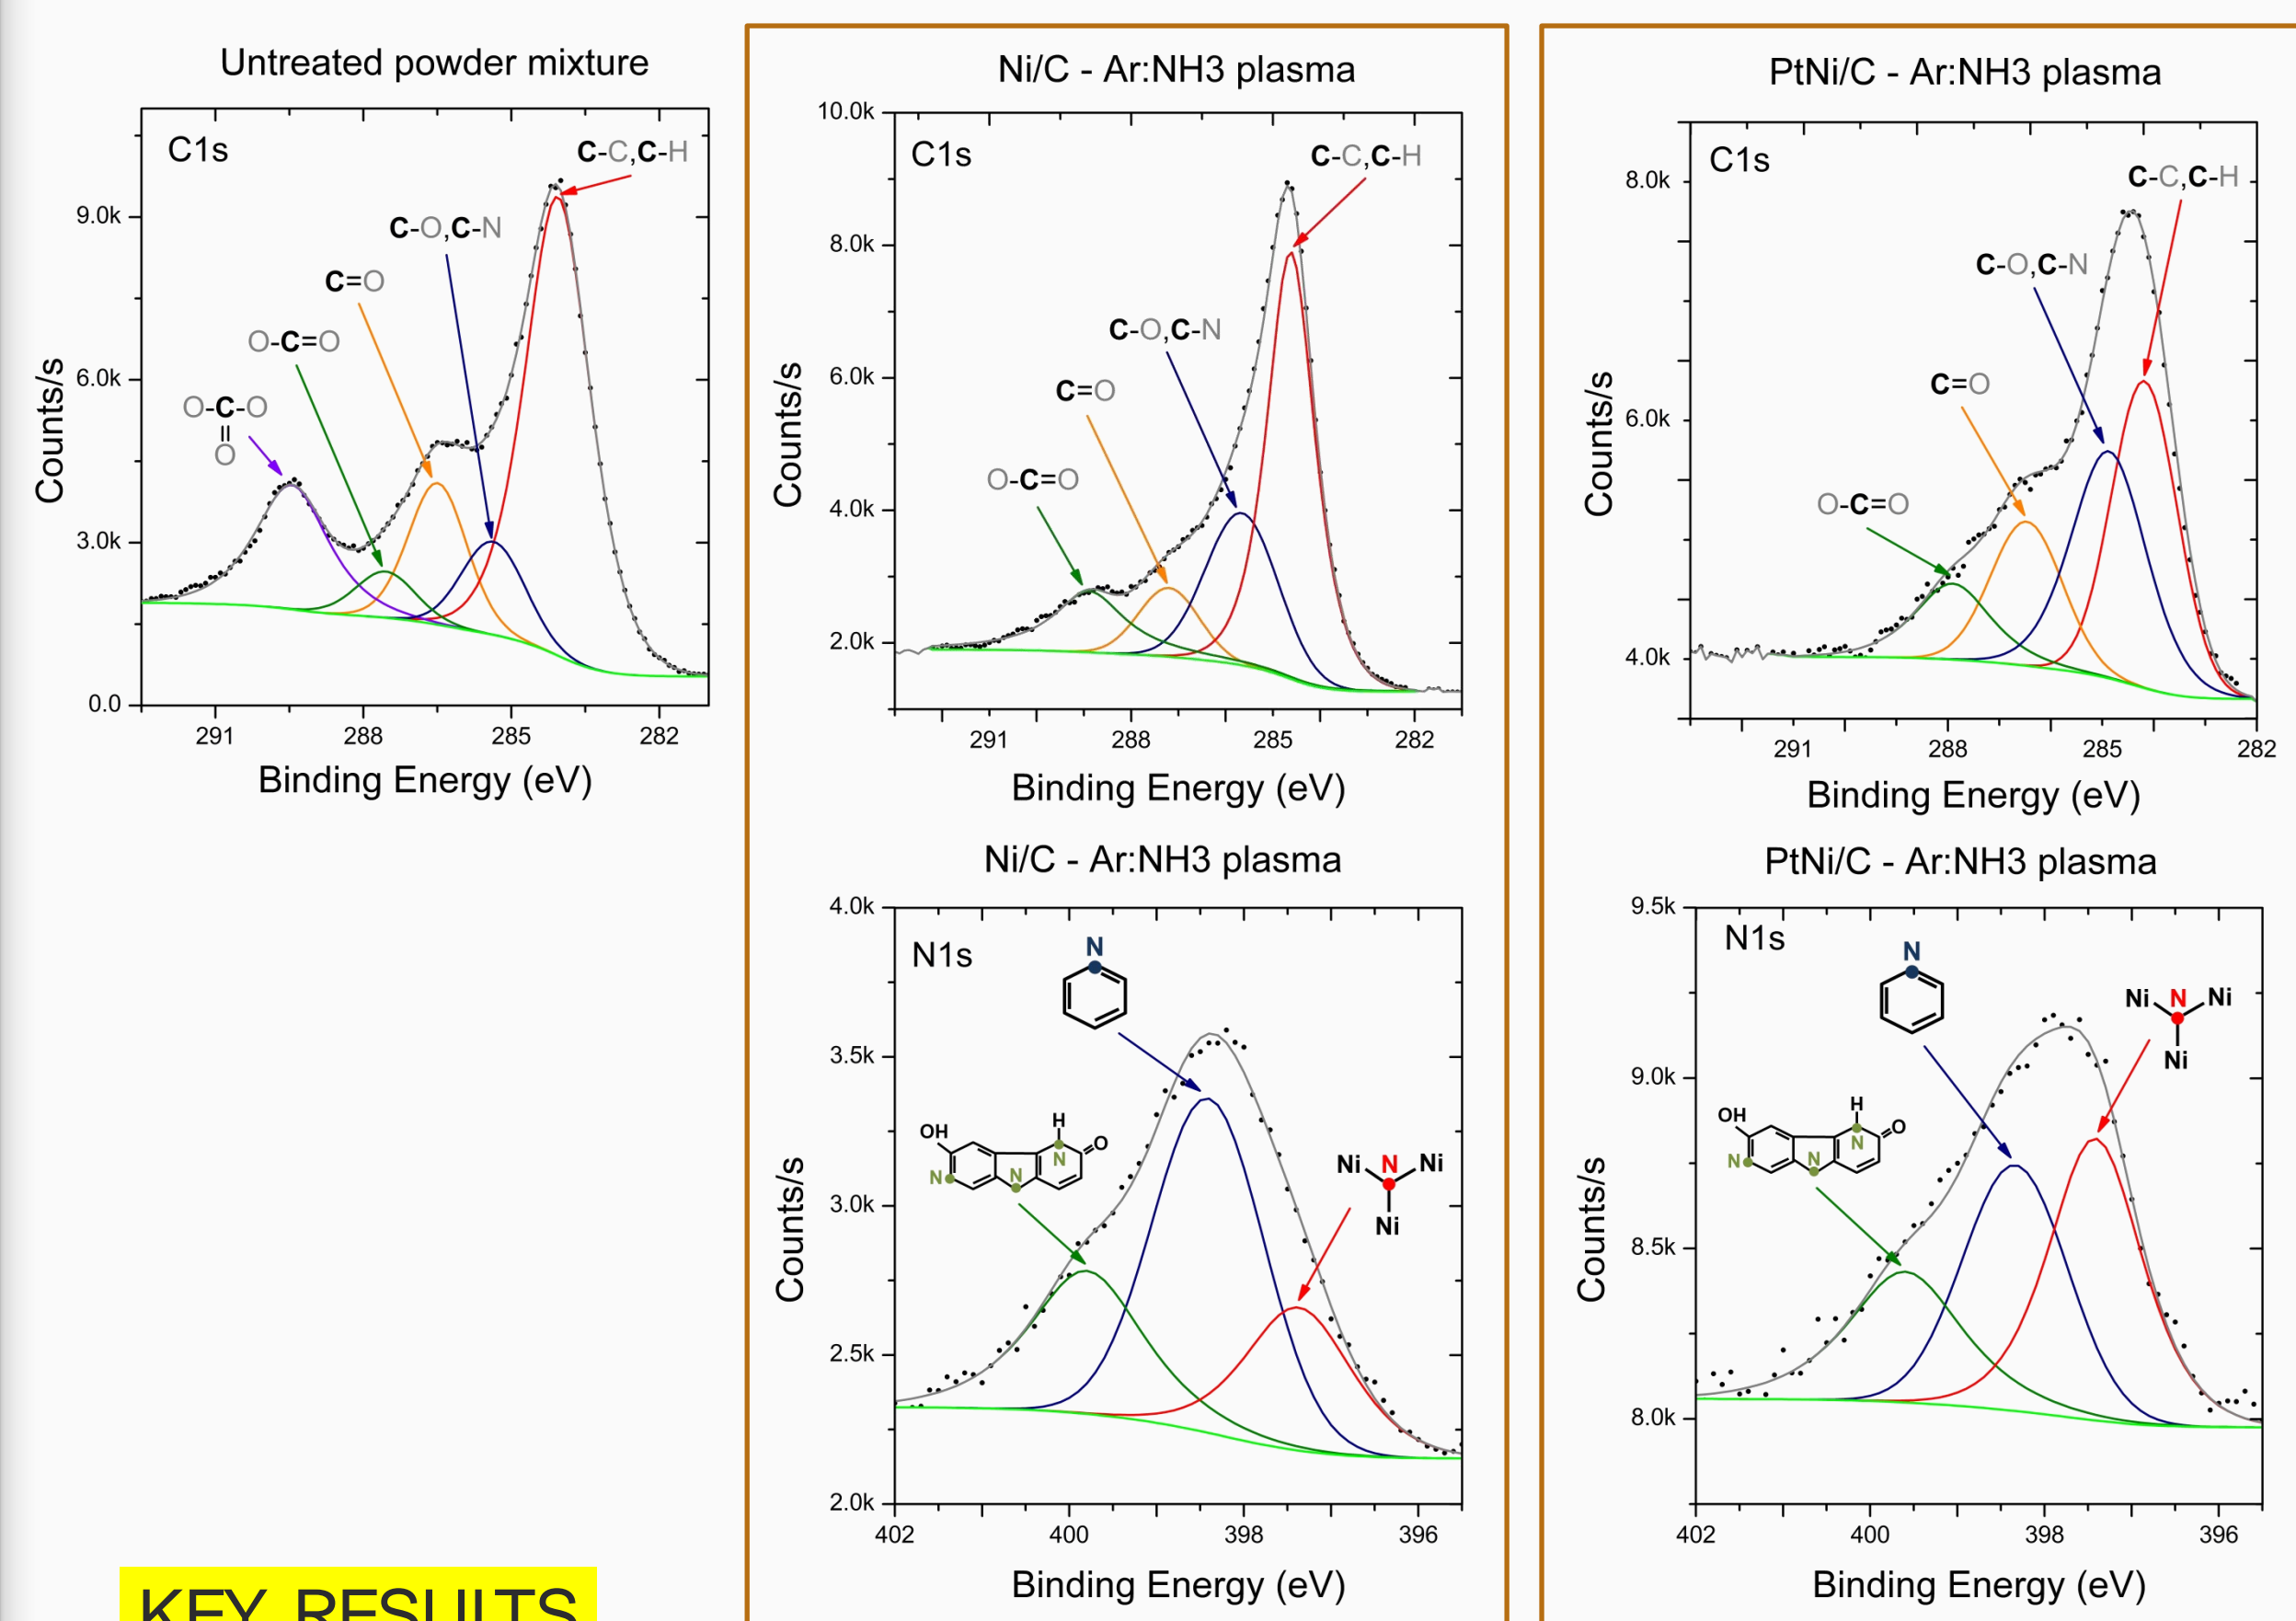 Untreated powder mixture
C1s
C-C,C-H
C-O,C-N
C=O
O-C=O
O-C-O
O
9.0k
6.0k
3.0k
0.0
Counts/s
291 288 285 282
Binding Energy (eV)
Ni/C - Ar:NH3 plasma
C1s
C-C,C-H
C-O,C-N
C=O
O-C=O
10.0k
8.0k
6.0k
4.0k
2.0k
Counts/s
291 288 285 282
Binding Energy (eV)
PtNi/C - Ar:NH3 plasma
C1s
C-C,C-H
C-O,C-N
C=O
O-C=O
8.0k
6.0k
4.0k
Counts/s
291 288 285 282
Binding Energy (eV)
Ni/C - Ar:NH3 plasma
N1s
N
OH
H
O
N
N
N
Ni N Ni
Ni
4.0k
3.5k
3.0k
2.5k
2.0k
Counts/s
402 400 398 396
Binding Energy (eV)
PtNi/C - Ar:NH3 plasma
N1s
N
Ni N Ni
Ni
OH
H
O
N
N
N
9.5k
9.0k
8.5k
8.0k
Counts/s
402 400 398 396
Binding Energy (eV)
KEY RESULTS